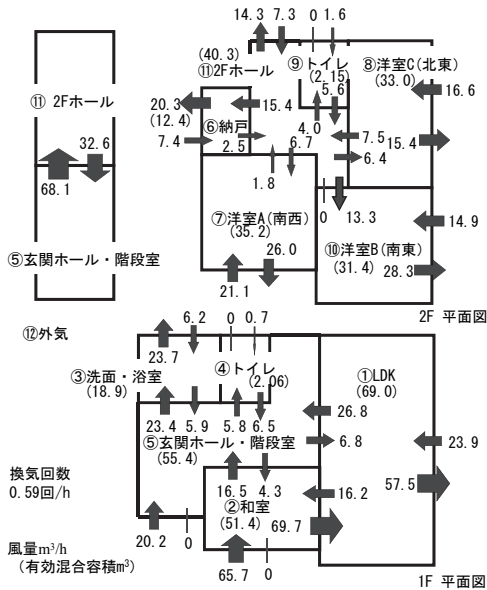 14.3 7.3 0 1.6
(40.3)
⑪2Fホール
⑨トイレ
(2.15)
⑧洋室C(北東)
(33.0)
⑪ 2Fホール
20.3
(12.4)
15.4
5.6
16.6
⑥納戸
4.0
7.4
2.5
6.7
7.5
15.4
6.4
32.6
68.1
1.8
⑦洋室A(南西)
(35.2)
0
13.3
14.9
⑤玄関ホール・階段室
26.0
⑩洋室B(南東)
(31.4)
28.3
21.1
2F 平面図
⑫外気
6.2 0 0.7
23.7
③洗面・浴室
(18.9)
④トイレ
(2.06)
①LDK
(69.0)
26.8
23.4 5.9 5.8 6.5
⑤玄関ホール・階段室
(55.4)
6.8
23.9
換気回数
0.59回/h
16.5 4.3
②和室
(51.4)
16.2
57.5
69.7
20.2
0
風量m³/h
(有効混合容積m³)
65.7
0
1F 平面図